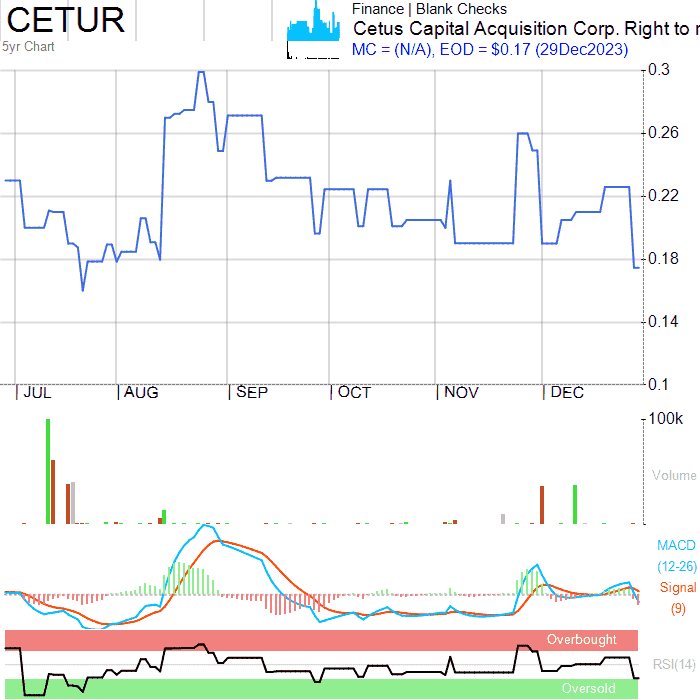 CETUR
5yr Chart
Finance | Blank Checks
Cetus Capital Acquisition Corp. Right to r
MC = (N/A), EOD = $0.17 (29Dec2023)
0.3
0.26
0.22
0.18
0.14
0.1
JUL AUG SEP OCT NOV DEC
100k
Volume
MACD
(12-26)
Signal
(9)
Overbought
RSI(14)
Oversold